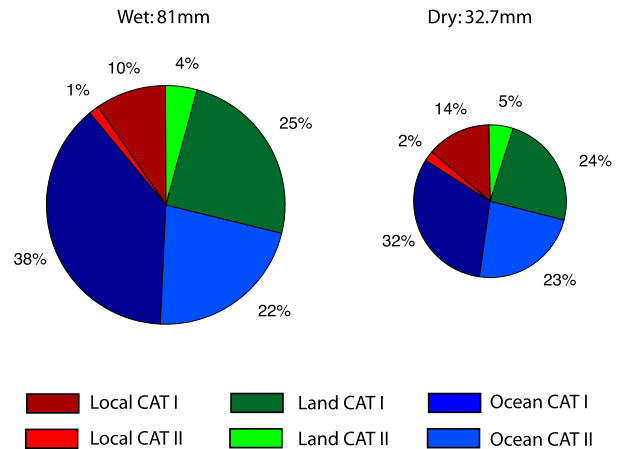 Wet: 81mm
Dry: 32.7mm
1%
10%
4%
25%
38%
22%
14%
5%
2%
24%
32%
23%
Local CAT I
Land CAT I
Ocean CAT I
Local CAT II
Land CAT II
Ocean CAT II